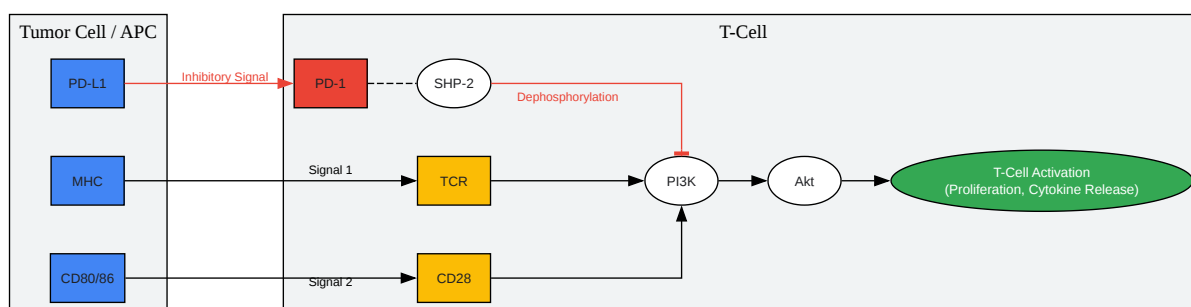 Tumor Cell / APC
T-Cell
PD-L1
Inhibitory Signal
PD-1
SHP-2
Dephosphorylation
MHC
Signal 1
TCR
PI3K
Akt
T-Cell Activation
(Proliferation, Cytokine Release)
CD80/86
Signal 2
CD28